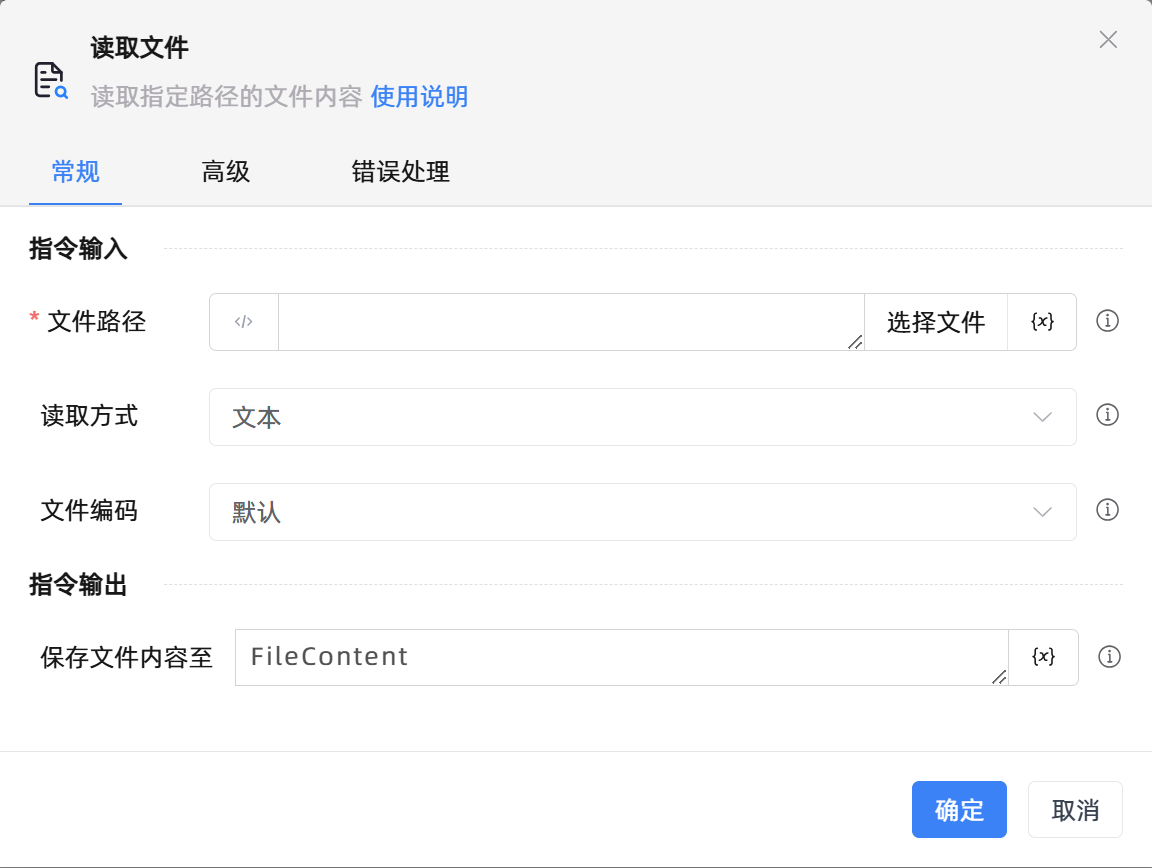 读取文件
读取指定路径的文件内容 使用说明
常规 高级 错误处理
指令输入
* 文件路径 </> 选择文件 {x}
读取方式 文本
文件编码 默认
指令输出
保存文件内容至 FileContent {x}
确定 取消